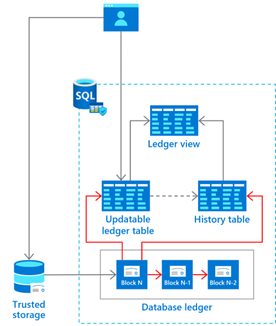 SQL
Ledger view
Updatable
ledger table
History table
Block N
Block N-1
Block N-2
Database ledger
Trusted
storage